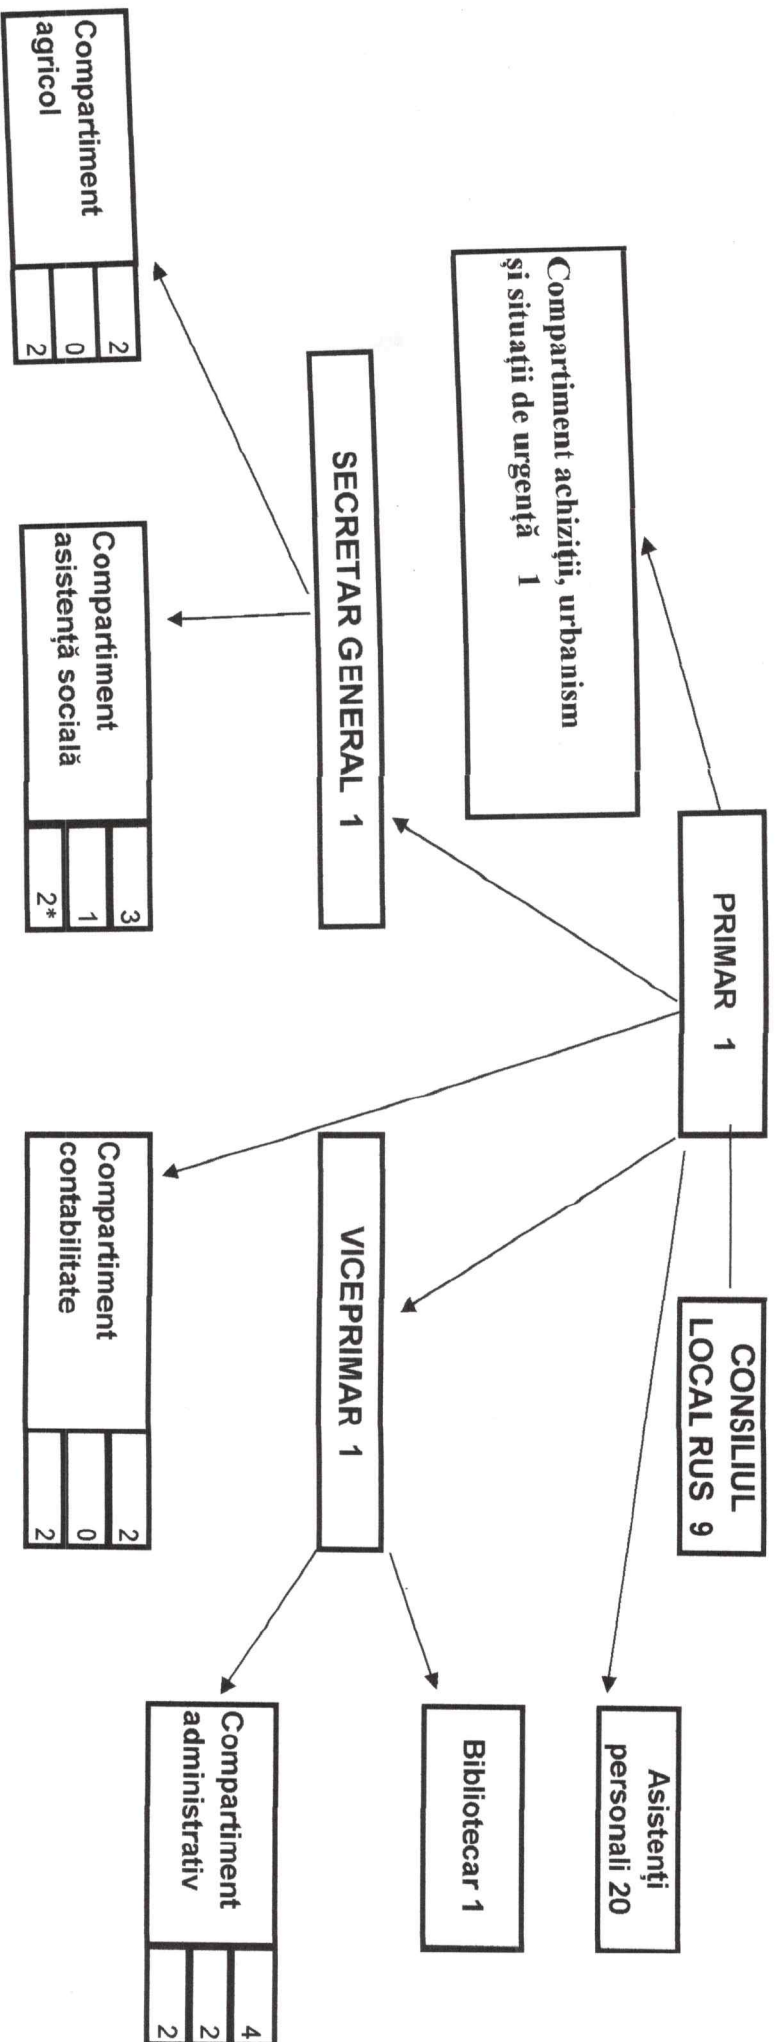 PRIMAR 1
CONSILIUL
LOCAL RUS 9
Compartiment achiziții, urbanism
și situații de urgență 1
Asistenți
personali 20
SECRETAR GENERAL 1
VICEPRIMAR 1
Bibliotecar 1
Compartiment
agricol
2
0
2
Compartiment
asistență socială
3
1
2*
Compartiment
contabilitate
2
0
2
Compartiment
administrativ
4
2
2